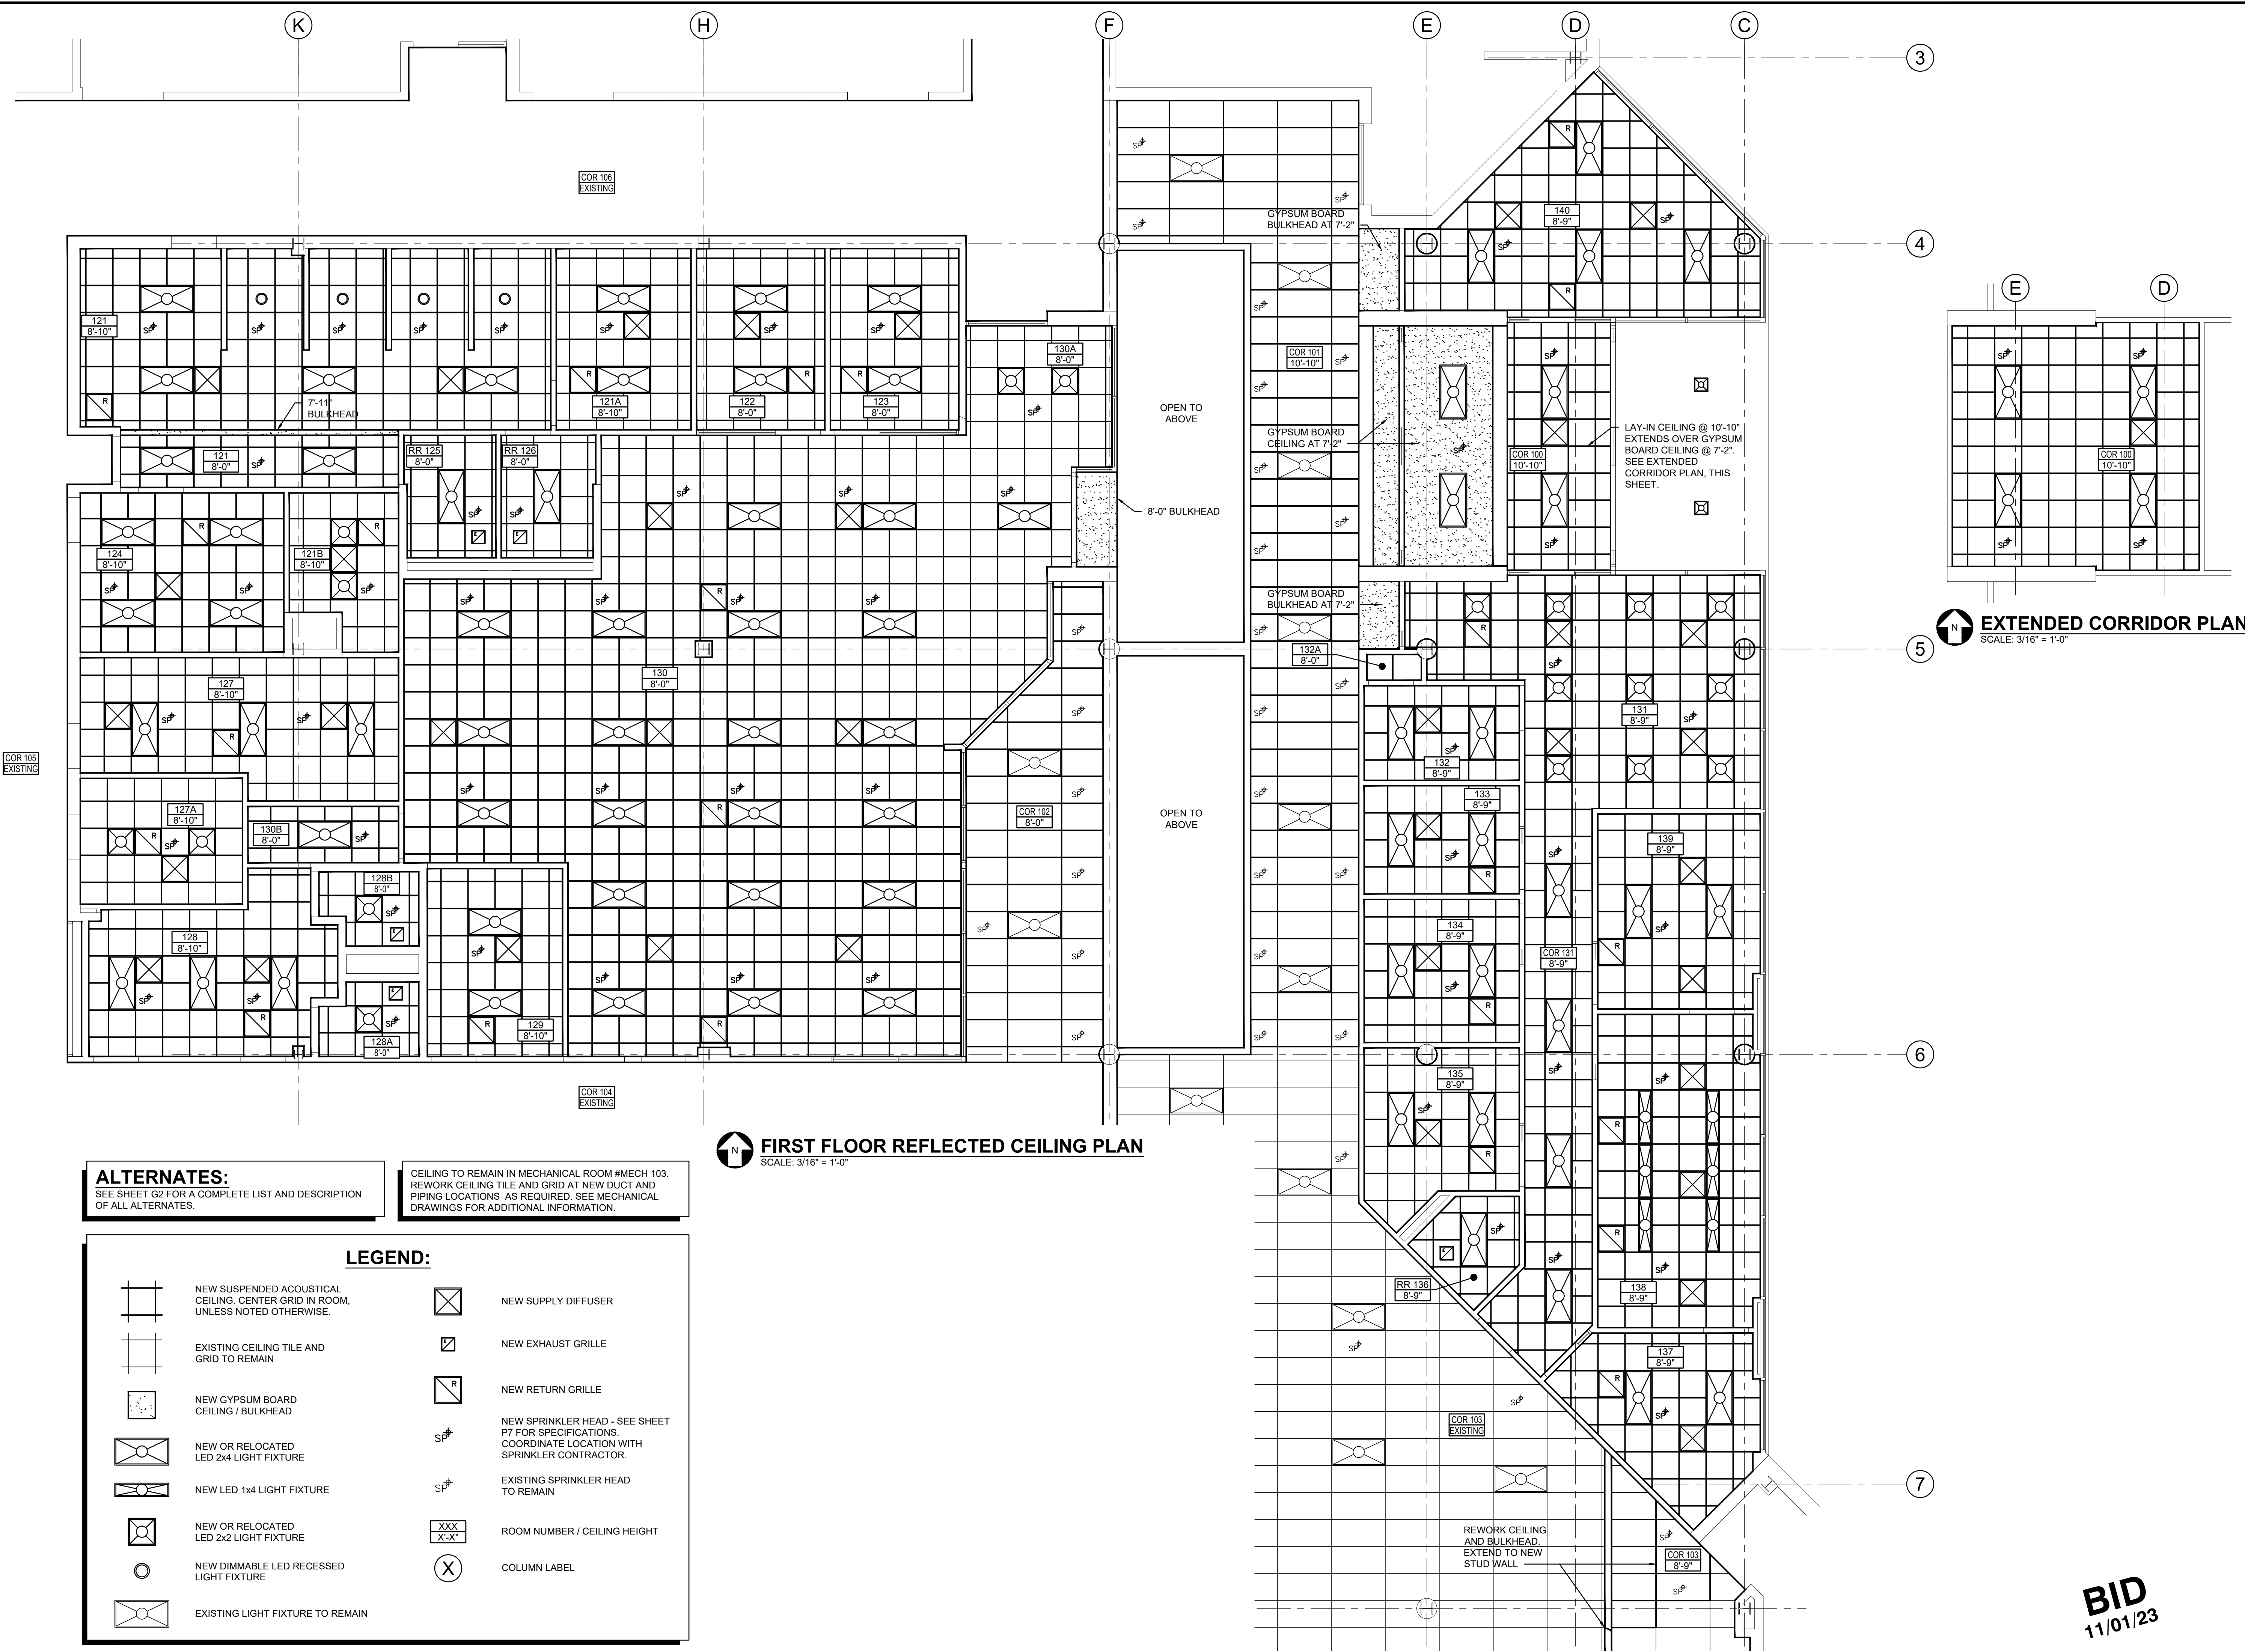 K
H
F
E
D
C
3
4
5
6
7
COR 106
EXISTING
121
8'-10"
7'-11"
BULKHEAD
121
8'-0"
121A
8'-10"
122
8'-0"
123
8'-0"
130A
8'-0"
RR 125
8'-0"
RR 126
8'-0"
124
8'-10"
121B
8'-10"
127
8'-10"
130
8'-0"
127A
8'-10"
130B
8'-0"
128B
8'-0"
128
8'-10"
128A
8'-0"
129
8'-10"
COR 105
EXISTING
COR 104
EXISTING
COR 102
8'-0"
8'-0" BULKHEAD
OPEN TO
ABOVE
OPEN TO
ABOVE
GYPSUM BOARD
BULKHEAD AT 7'-2"
COR 101
10'-10"
GYPSUM BOARD
CEILING AT 7'-2"
GYPSUM BOARD
BULKHEAD AT 7'-2"
140
8'-9"
COR 100
10'-10"
LAY-IN CEILING @ 10'-10"
EXTENDS OVER GYPSUM
BOARD CEILING @ 7'-2".
SEE EXTENDED
CORRIDOR PLAN, THIS
SHEET.
132A
8'-0"
132
8'-9"
131
8'-9"
133
8'-9"
139
8'-9"
134
8'-9"
COR 131
8'-9"
135
8'-9"
RR 136
8'-9"
138
8'-9"
137
8'-9"
COR 103
EXISTING
REWORK CEILING
AND BULKHEAD.
EXTEND TO NEW
STUD WALL
COR 103
8'-9"
E
D
COR 100
10'-10"
N
EXTENDED CORRIDOR PLAN
SCALE: 3/16" = 1'-0"
N
FIRST FLOOR REFLECTED CEILING PLAN
SCALE: 3/16" = 1'-0"
ALTERNATES:
SEE SHEET G2 FOR A COMPLETE LIST AND DESCRIPTION
OF ALL ALTERNATES.
CEILING TO REMAIN IN MECHANICAL ROOM #MECH 103.
REWORK CEILING TILE AND GRID AT NEW DUCT AND
PIPING LOCATIONS AS REQUIRED. SEE MECHANICAL
DRAWINGS FOR ADDITIONAL INFORMATION.
LEGEND:
NEW SUSPENDED ACOUSTICAL
CEILING. CENTER GRID IN ROOM,
UNLESS NOTED OTHERWISE.
EXISTING CEILING TILE AND
GRID TO REMAIN
NEW GYPSUM BOARD
CEILING / BULKHEAD
NEW OR RELOCATED
LED 2x4 LIGHT FIXTURE
NEW LED 1x4 LIGHT FIXTURE
NEW OR RELOCATED
LED 2x2 LIGHT FIXTURE
NEW DIMMABLE LED RECESSED
LIGHT FIXTURE
EXISTING LIGHT FIXTURE TO REMAIN
NEW SUPPLY DIFFUSER
E
NEW EXHAUST GRILLE
R
NEW RETURN GRILLE
SP
NEW SPRINKLER HEAD - SEE SHEET
P7 FOR SPECIFICATIONS.
COORDINATE LOCATION WITH
SPRINKLER CONTRACTOR.
SP
EXISTING SPRINKLER HEAD
TO REMAIN
XXX
X'-X"
ROOM NUMBER / CEILING HEIGHT
X
COLUMN LABEL
BID
11/01/23